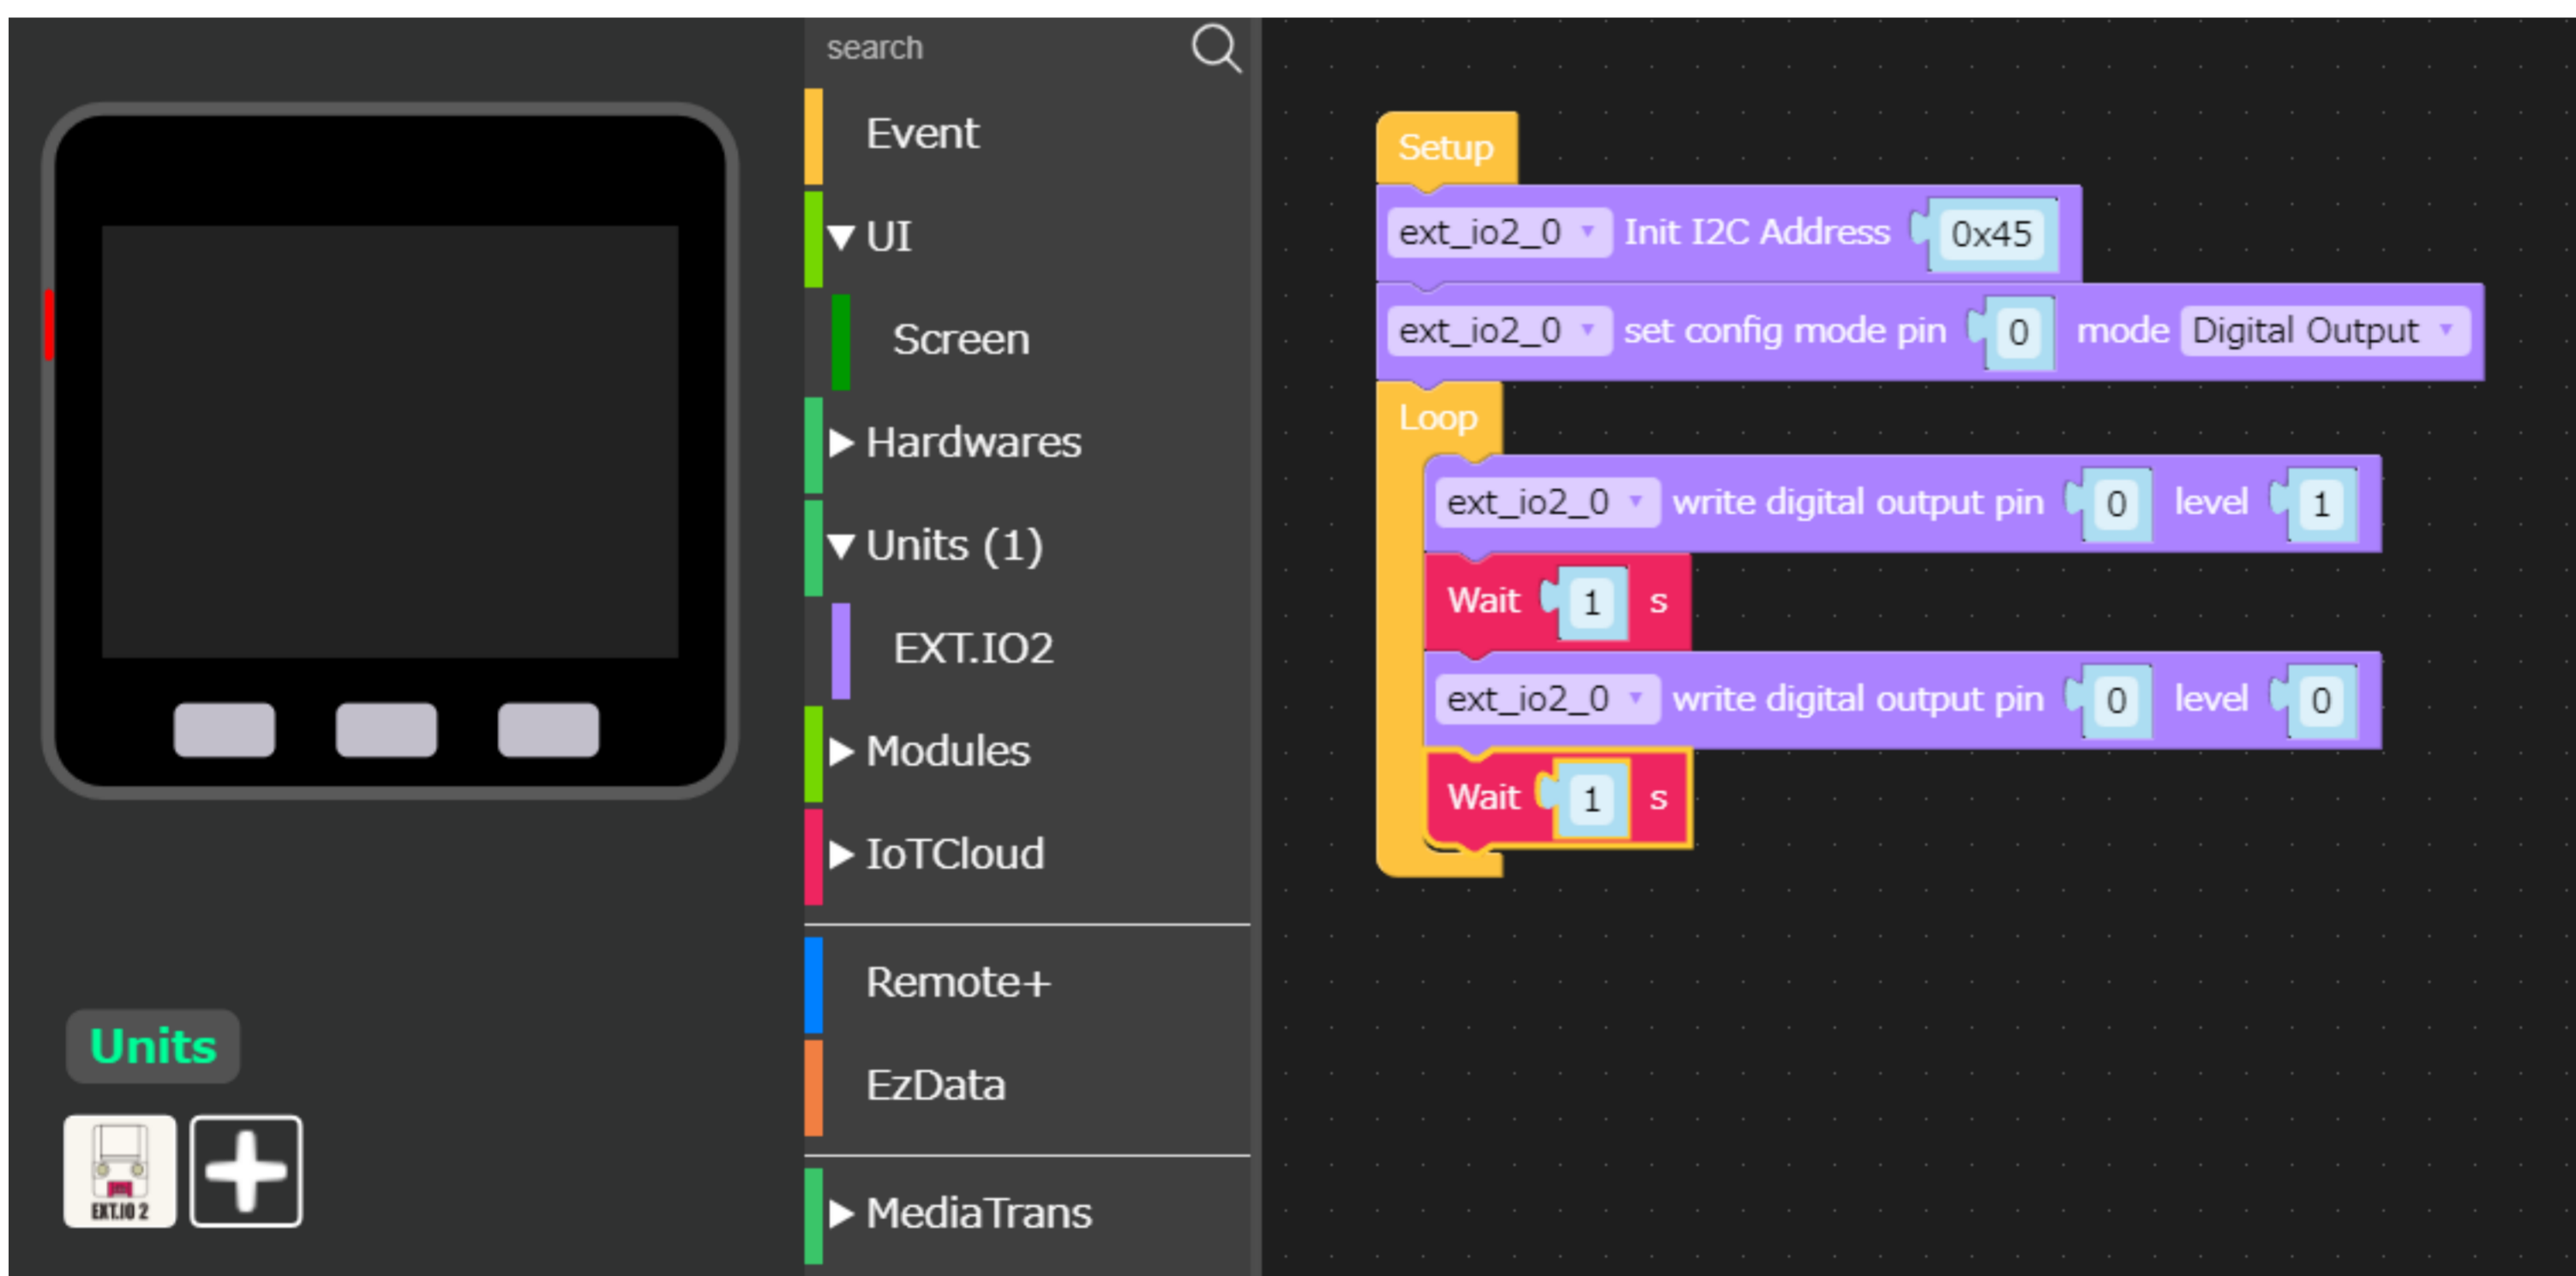 search
Event
UI
Screen
Hardwares
Units (1)
EXT.IO2
Modules
IoTCloud
Remote+
EzData
MediaTrans
Units
EXT.IO 2
Setup
ext_io2_0 Init I2C Address 0x45
ext_io2_0 set config mode pin 0 mode Digital Output
Loop
ext_io2_0 write digital output pin 0 level 1
Wait 1 s
ext_io2_0 write digital output pin 0 level 0
Wait 1 s